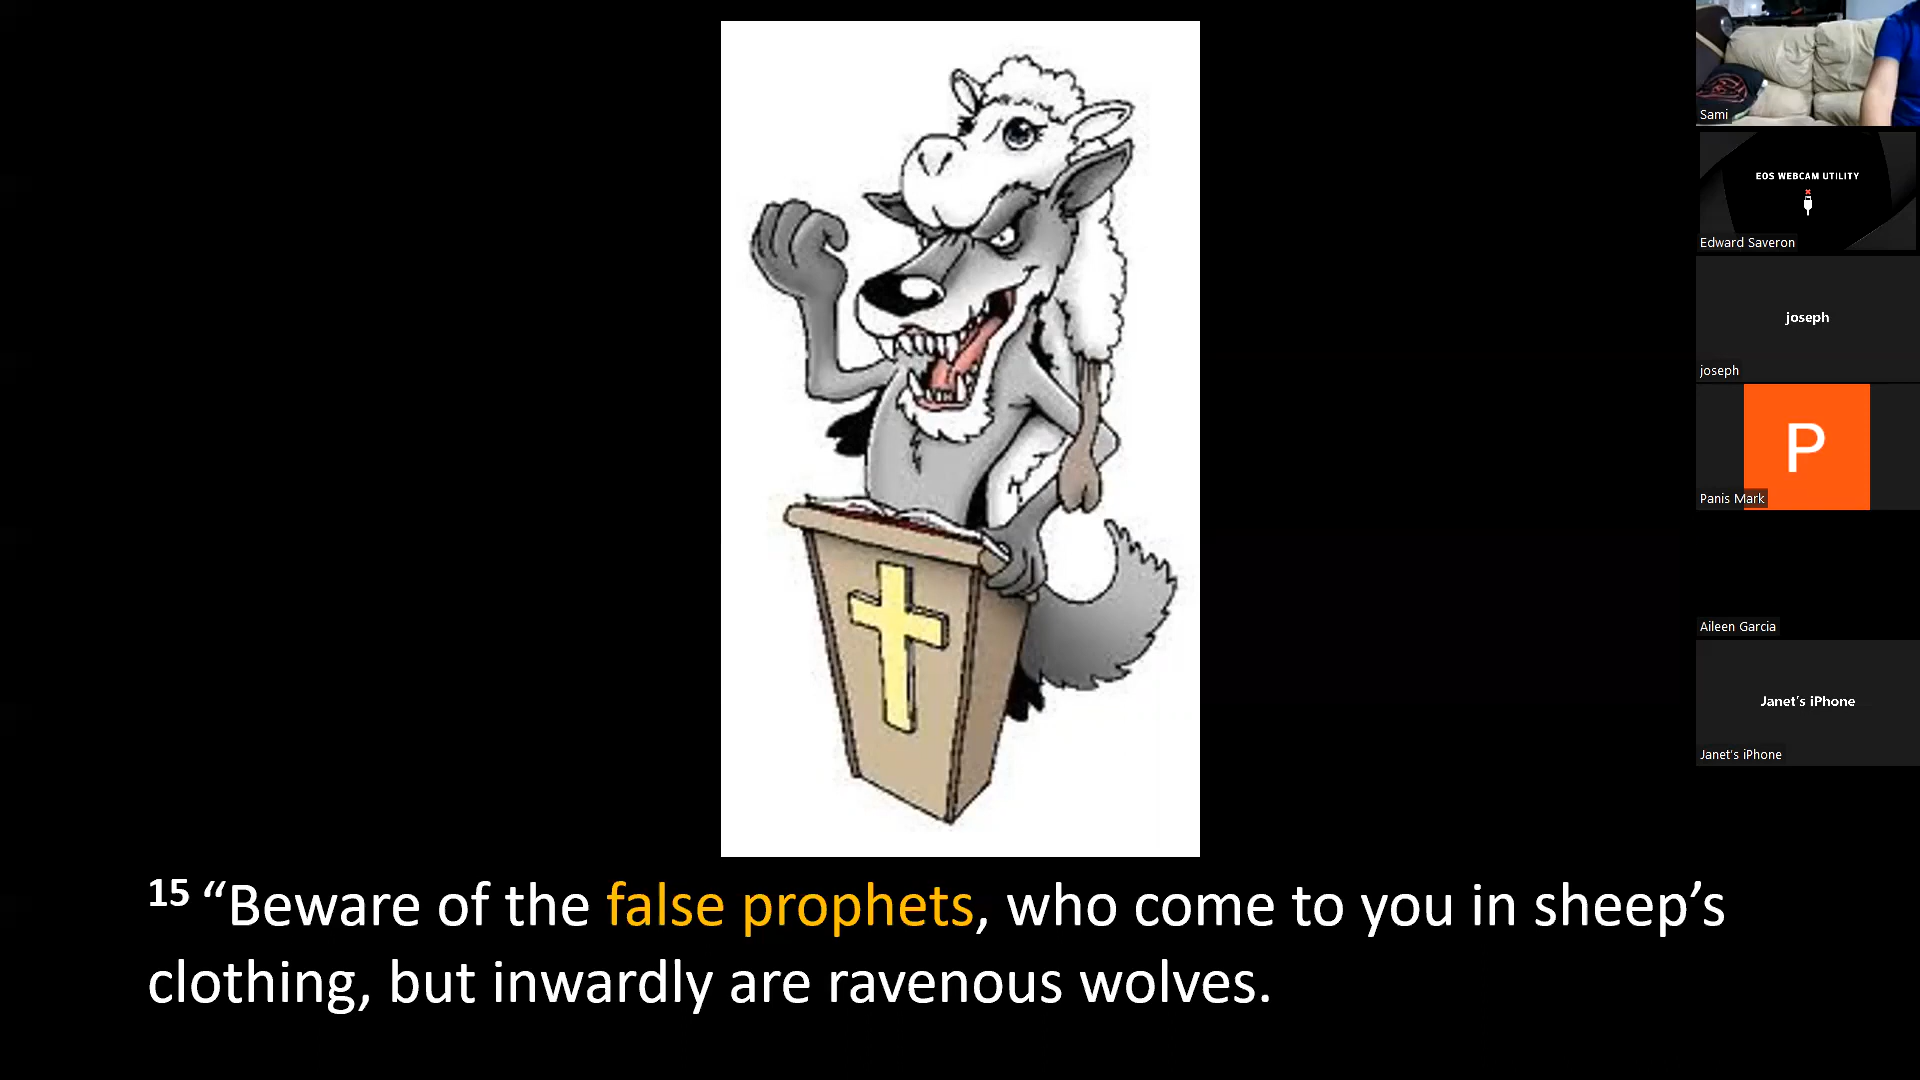 15 “Beware of the false prophets, who come to you in sheep’s
clothing, but inwardly are ravenous wolves.
Sami
EOS WEBCAM UTILITY
Edward Saveron
joseph
joseph
P
Panis Mark
Aileen Garcia
Janet's iPhone
Janet's iPhone